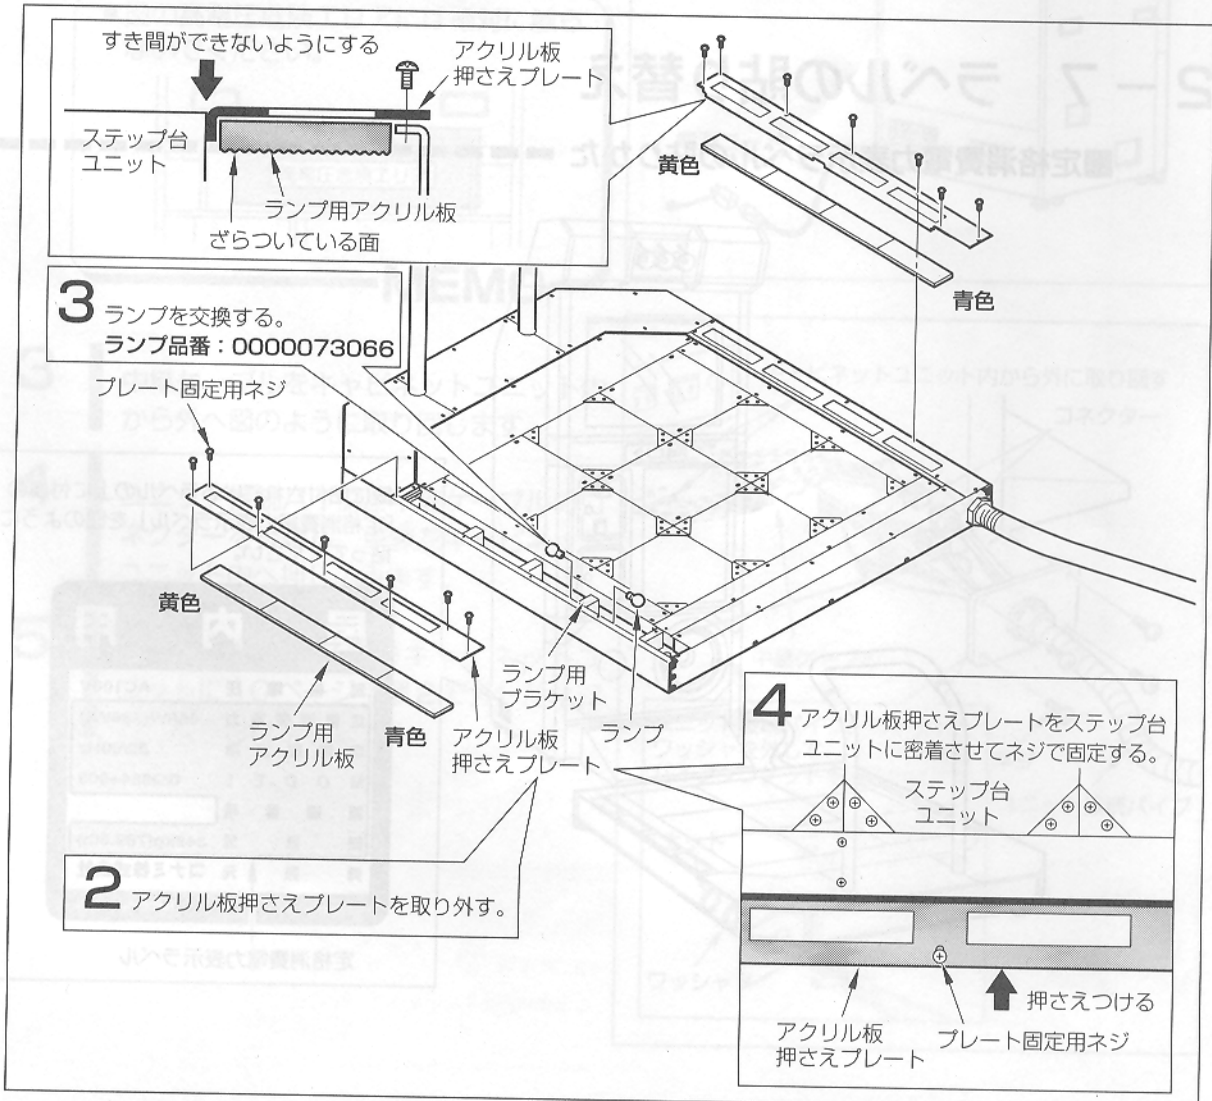 すき間ができないようにする
アクリル板
押さえプレート
ステップ台
ユニット
ランプ用アクリル板
ざらついている面
黄色
青色
3 ランプを交換する。
ランプ品番：0000073066
プレート固定用ネジ
黄色
ランプ用
アクリル板
青色
アクリル板
押さえプレート
ランプ用
ブラケット
ランプ
2 アクリル板押さえプレートを取り外す。
4 アクリル板押さえプレートをステップ台
ユニットに密着させてネジで固定する。
ステップ台
ユニット
押さえつける
アクリル板
押さえプレート
プレート固定用ネジ